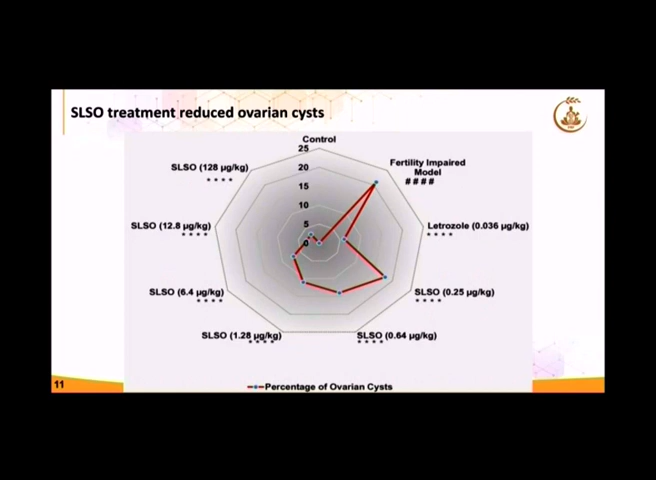 SLSO treatment reduced ovarian cysts
Control
25
20
15
10
5
0
Fertility Impaired
Model
####
Letrozole (0.036 µg/kg)
****
SLSO (0.25 µg/kg)
****
SLSO (0.64 µg/kg)
****
SLSO (1.28 µg/kg)
****
SLSO (6.4 µg/kg)
****
SLSO (12.8 µg/kg)
****
SLSO (128 µg/kg)
****
Percentage of Ovarian Cysts
11